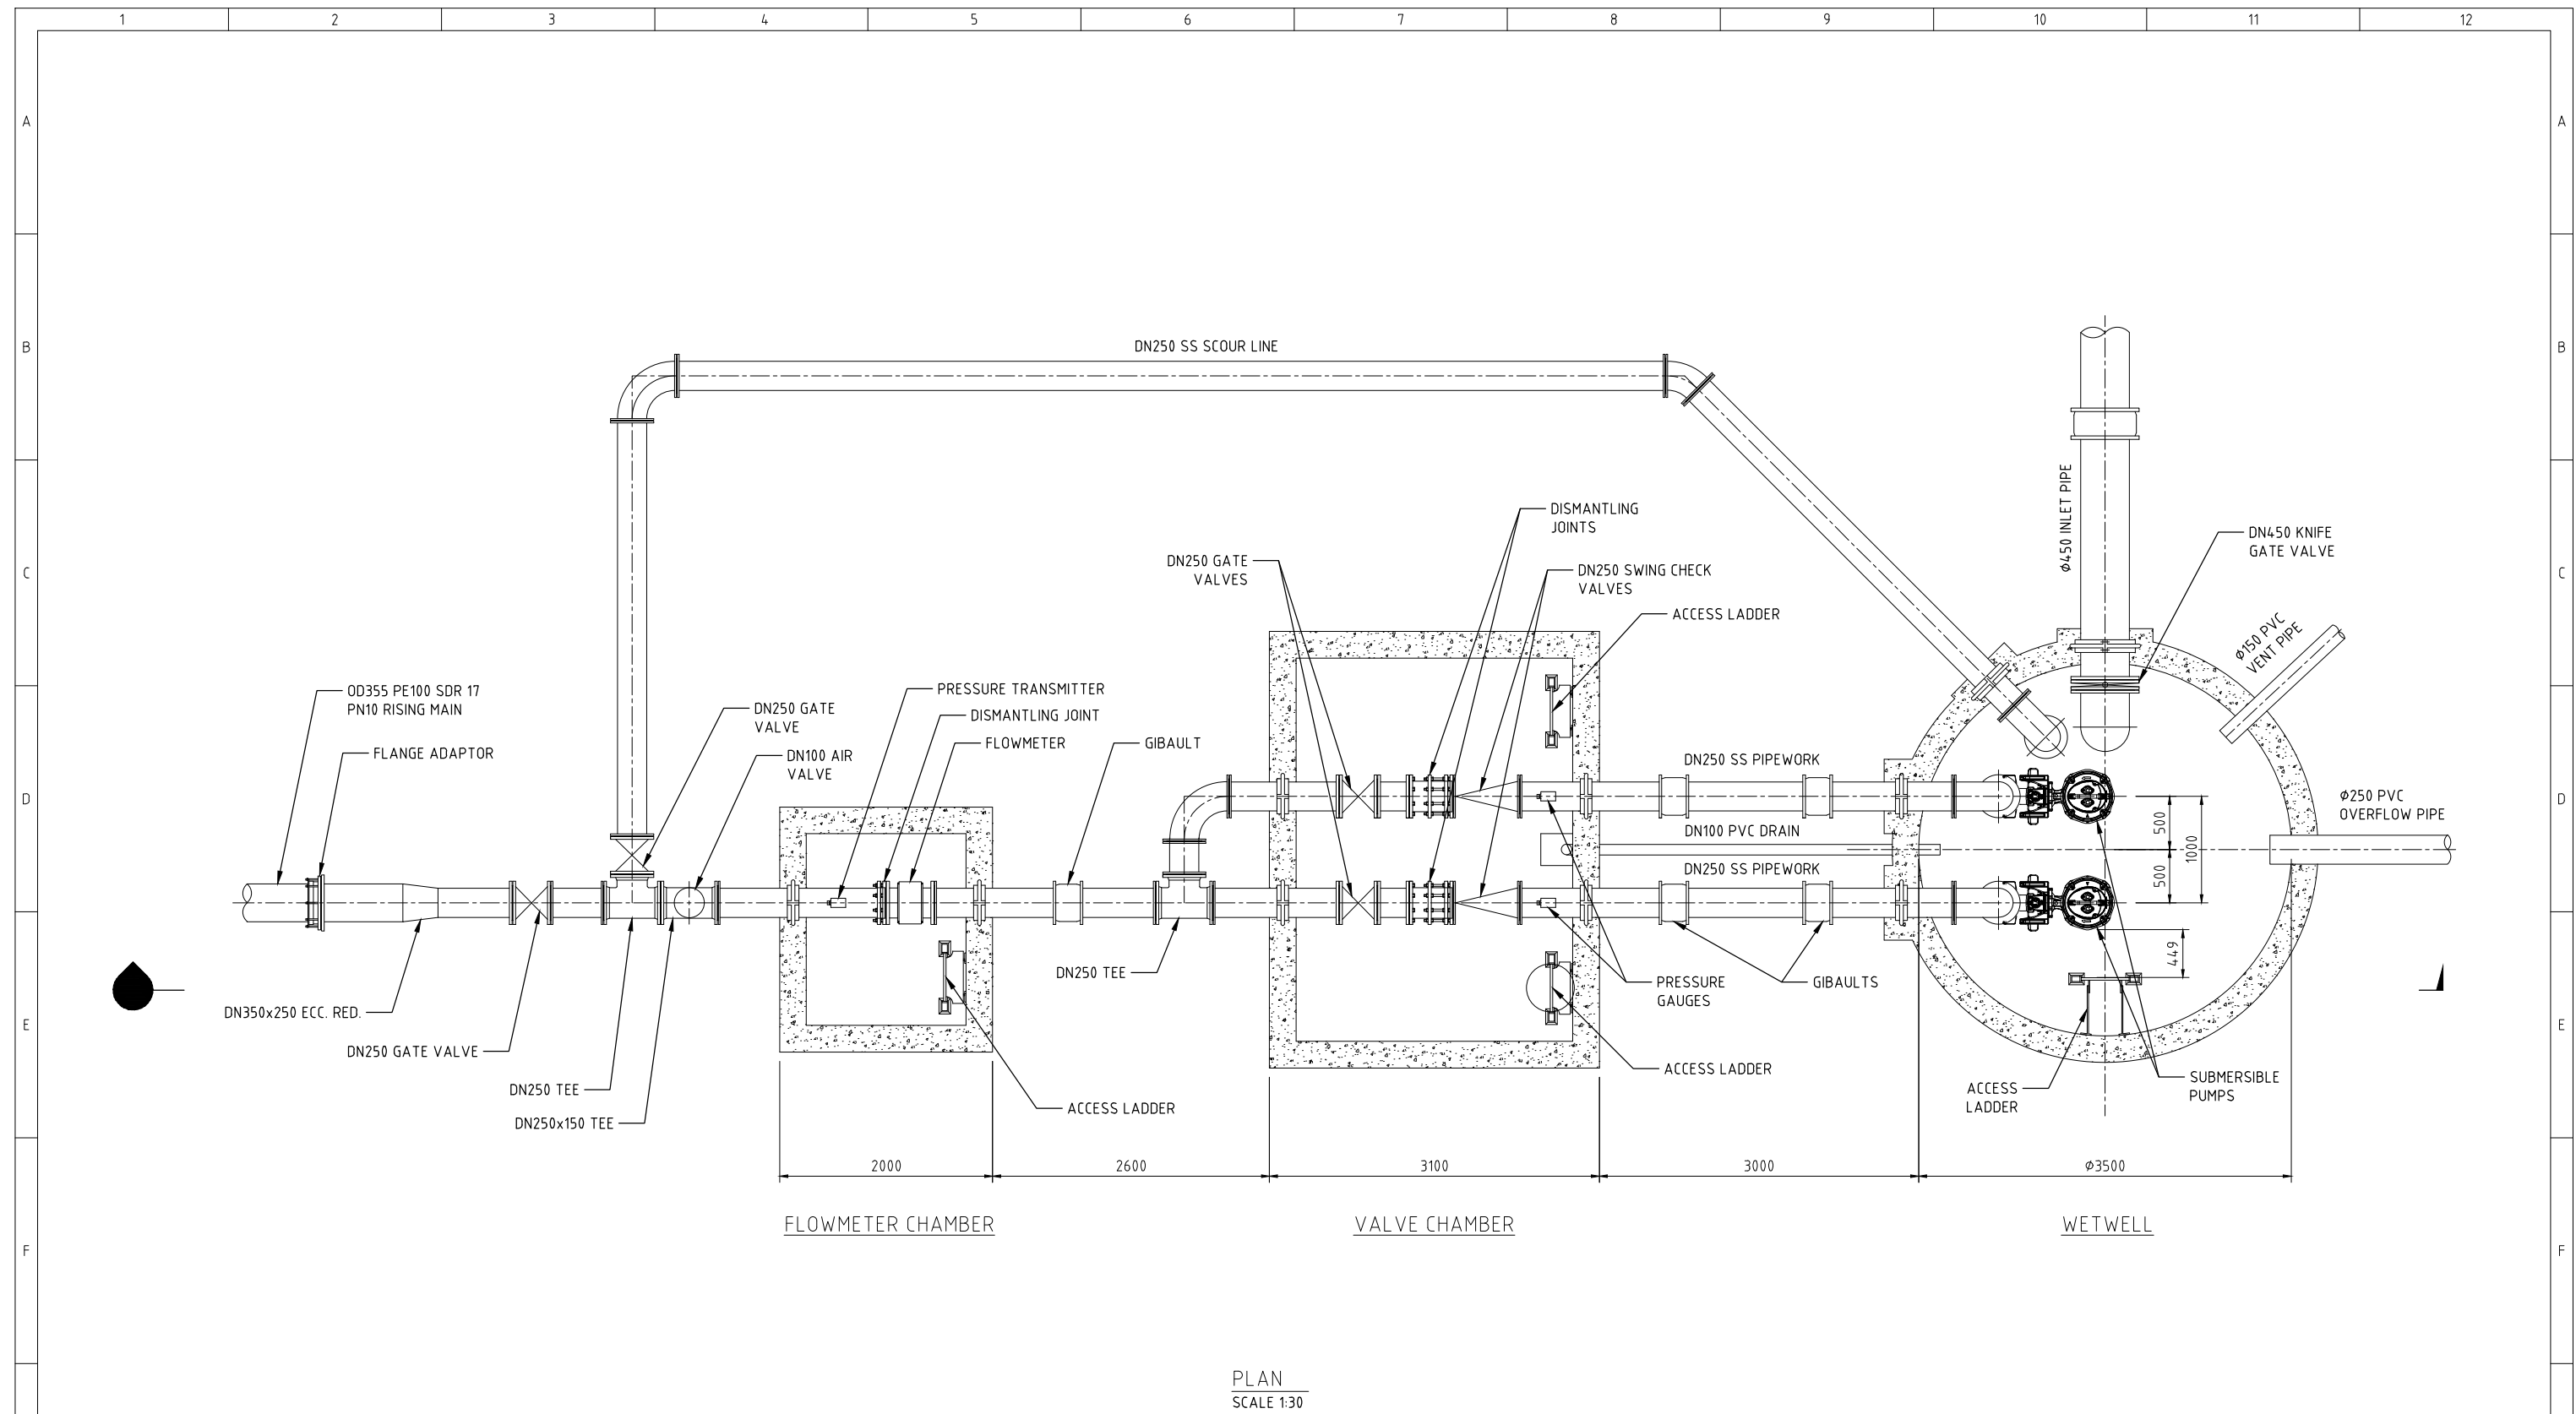 1 2 3 4 5 6 7 8 9 10 11 12
A A
B B
C C
D D
E E
F F
DN250 SS SCOUR LINE
Ø450 INLET PIPE
DISMANTLING
JOINTS
DN450 KNIFE
GATE VALVE
DN250 GATE
VALVES
DN250 SWING CHECK
VALVES
ACCESS LADDER
Ø150 PVC
VENT PIPE
OD355 PE100 SDR 17
PN10 RISING MAIN
PRESSURE TRANSMITTER
DN250 GATE
VALVE
DISMANTLING JOINT
FLANGE ADAPTOR
FLOWMETER
GIBAULT
DN100 AIR
VALVE
DN250 SS PIPEWORK
Ø250 PVC
OVERFLOW PIPE
DN100 PVC DRAIN
500
1000
500
DN250 SS PIPEWORK
449
DN250 TEE
PRESSURE
GAUGES
GIBAULTS
DN350x250 ECC. RED.
DN250 GATE VALVE
ACCESS LADDER
DN250 TEE
ACCESS
LADDER
SUBMERSIBLE
PUMPS
ACCESS LADDER
DN250x150 TEE
2000
2600
3100
3000
Ø3500
FLOWMETER CHAMBER
VALVE CHAMBER
WETWELL
PLAN
SCALE 1:30